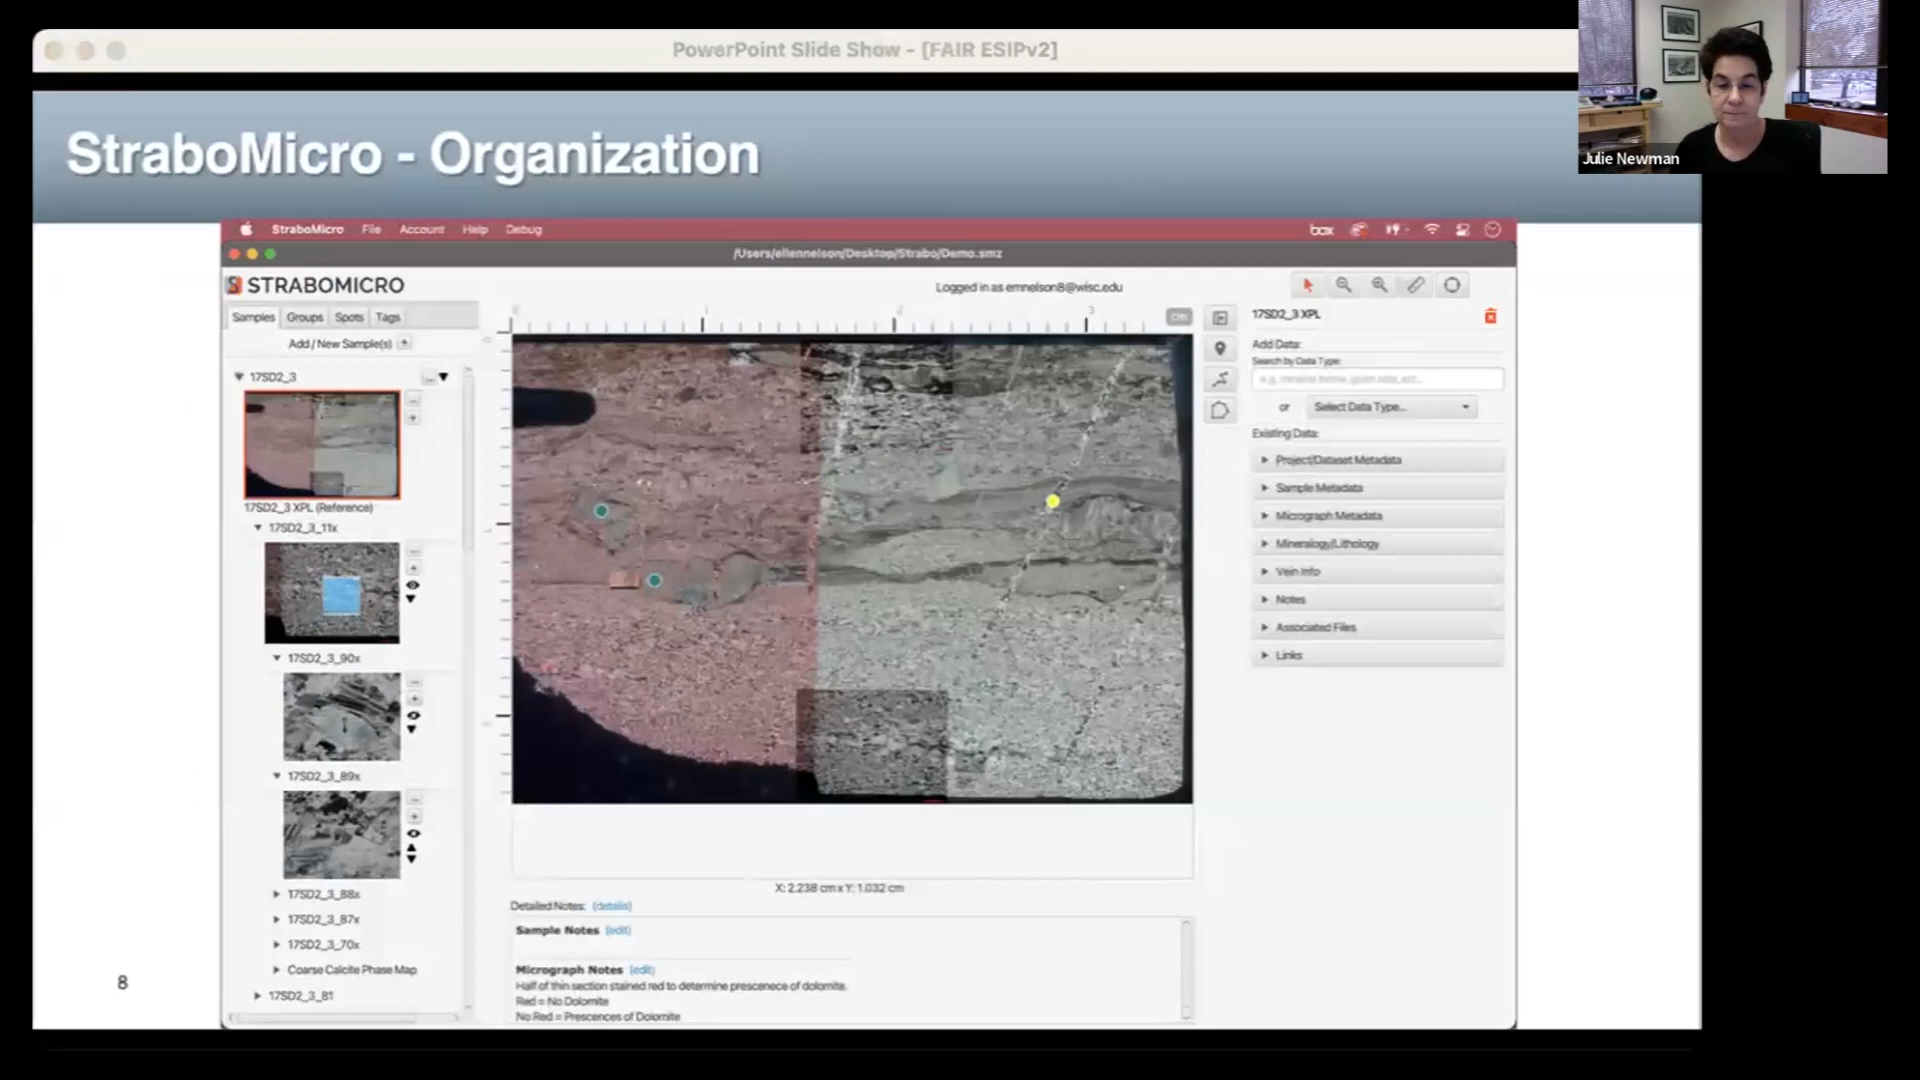 PowerPoint Slide Show - [FAIR ESIPv2]
Julie Newman
StraboMicro - Organization
StraboMicro File Account Help Debug
box
/Users/ellennelson/Desktop/Strabo/Demo.smz
STRABOMICRO
Logged in as emnelson8@wisc.edu
Samples Groups Spots Tags
Add / New Sample(s) +
17SD2_3
17SD2_3 XPL (Reference)
17SD2_3_11x
17SD2_3_90x
17SD2_3_89x
17SD2_3_88x
17SD2_3_87x
17SD2_3_70x
Coarse Calcite Phase Map
17SD2_3_81
1 2 3 cm
X: 2.238 cm x Y: 1.032 cm
Detailed Notes: (details)
Sample Notes (edit)
Micrograph Notes (edit)
Half of thin section stained red to determine prescenece of dolomite.
Red = No Dolomite
No Red = Prescences of Dolomite
17SD2_3 XPL
Add Data:
Search by Data Type:
or Select Data Type...
Existing Data:
Project/Dataset Metadata
Sample Metadata
Micrograph Metadata
Mineralogy/Lithology
Vein Info
Notes
Associated Files
Links
8